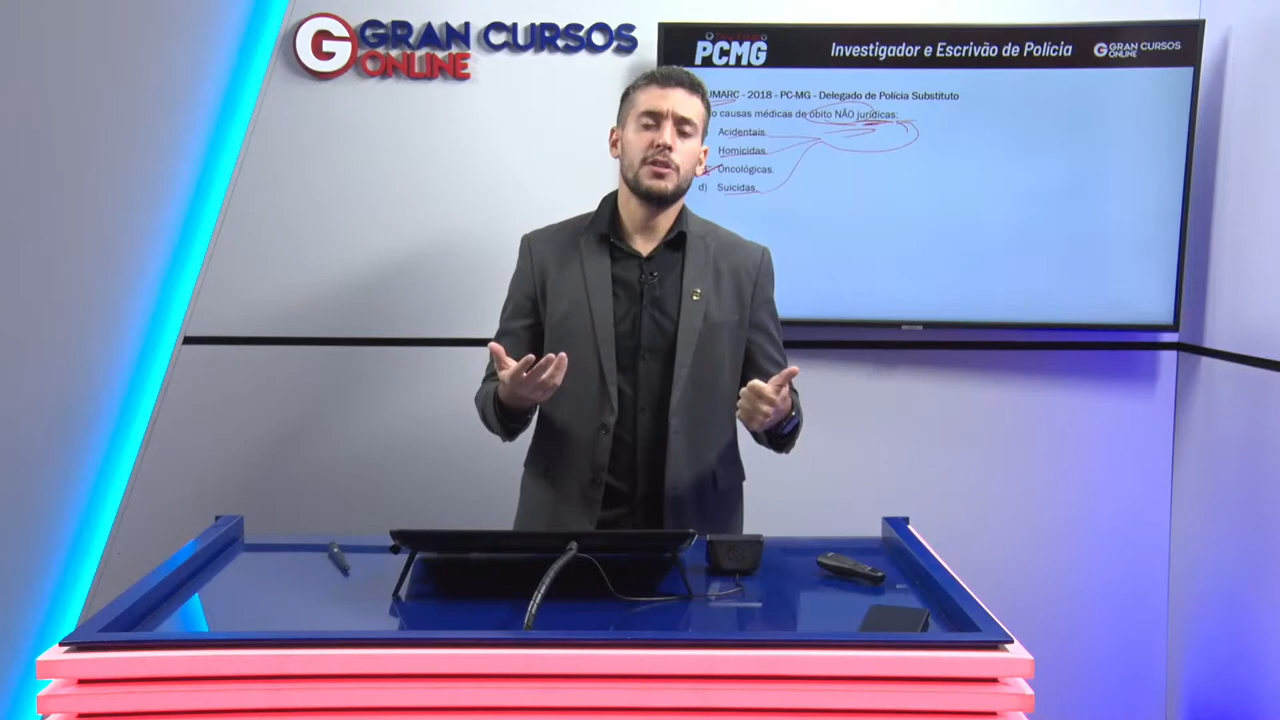 GRAN CURSOS
ONLINE
PCMG
Investigador e Escrivão de Polícia
GRAN CURSOS
ONLINE
UMARC - 2018 - PC-MG - Delegado de Polícia Substituto
o causas médicas de óbito NÃO jurídicas:
Acidentais.
Homicidas.
Oncológicas.
d) Suicidas.